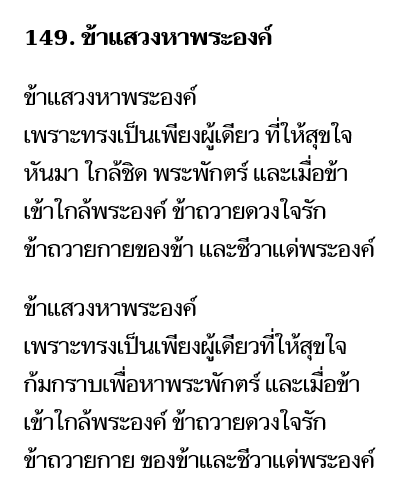 149. ข้าแสวงหาพระองค์
ข้าแสวงหาพระองค์
เพราะทรงเป็นเพียงผู้เดียว ที่ให้สุขใจ
หันมา ใกล้ชิด พระพักตร์ และเมื่อข้า
เข้าใกล้พระองค์ ข้าถวายดวงใจรัก
ข้าถวายกายของข้า และชีวาแด่พระองค์
ข้าแสวงหาพระองค์
เพราะทรงเป็นเพียงผู้เดียวที่ให้สุขใจ
ก้มกราบเพื่อหาพระพักตร์ และเมื่อข้า
เข้าใกล้พระองค์ ข้าถวายดวงใจรัก
ข้าถวายกาย ของข้าและชีวาแด่พระองค์